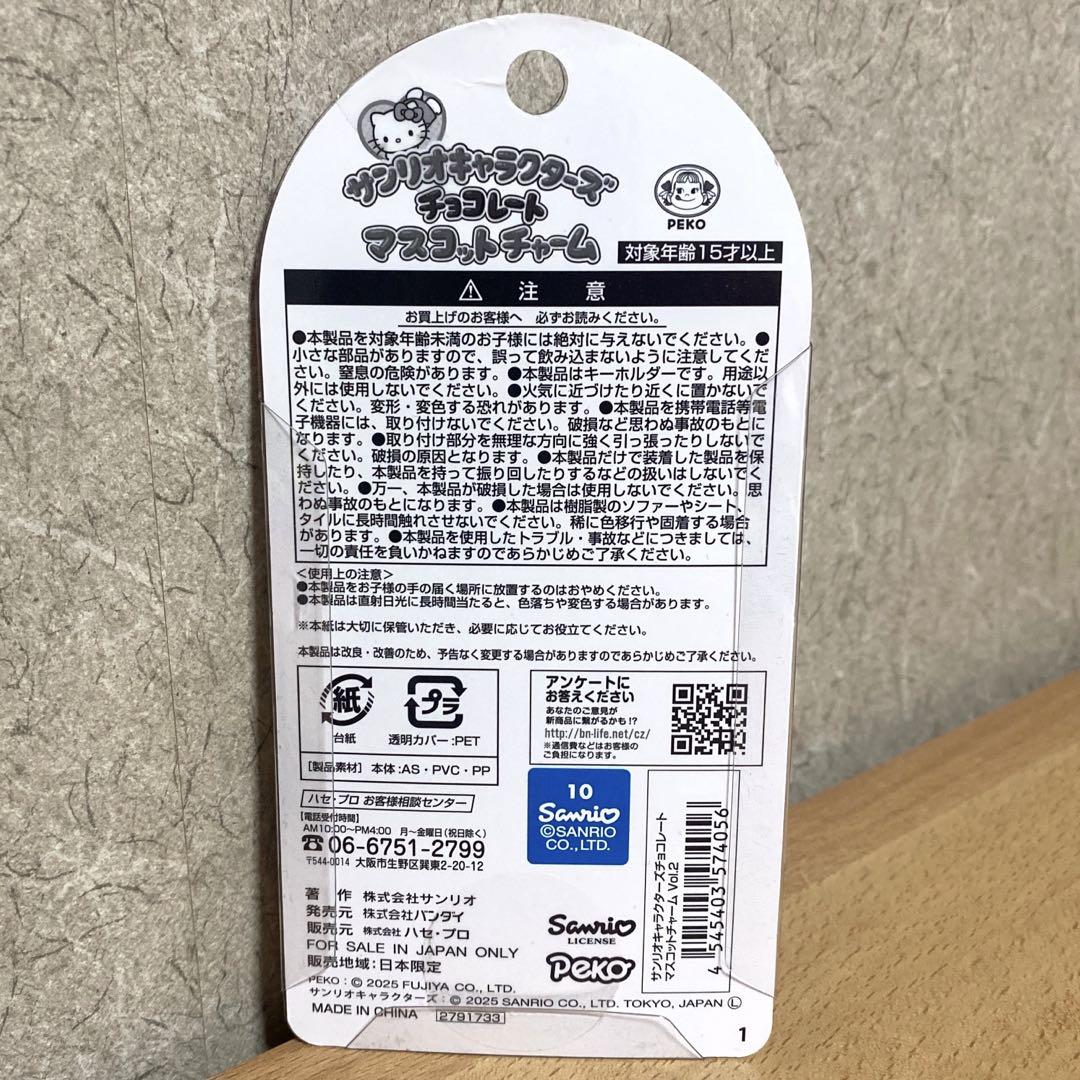 サンリオキャラクターズ
チョコレート
マスコットチャーム
PEKO
対象年齢15才以上
⚠ 注 意
お買上げのお客様へ 必ずお読みください。
●本製品を対象年齢未満のお子様には絶対に与えないでください。●
小さな部品がありますので、誤って飲み込まないように注意してくだ
さい。窒息の危険があります。●本製品はキーホルダーです。用途以
外には使用しないでください。●火気に近づけたり近くに置かないで
ください。変形・変色する恐れがあります。●本製品を携帯電話等電
子機器には、取り付けないでください。破損など思わぬ事故のもとに
なります。●取り付け部分を無理な方向に強く引っ張ったりしないで
ください。破損の原因となります。●本製品だけで装着した製品を保
持したり、本製品を持って振り回したりするなどの扱いはしないでく
ださい。●万一、本製品が破損した場合は使用しないでください。思
わぬ事故のもとになります。●本製品は樹脂製のソファーやシート、
タイルに長時間触れさせないでください。稀に色移行や固着する場合
があります。●本製品を使用したトラブル・事故などにつきましては、
一切の責任を負いかねますのであらかじめご了承ください。
＜使用上の注意＞
●本製品をお子様の手の届く場所に放置するのはおやめください。
●本製品は直射日光に長時間当たると、色落ちや変色する場合があります。
※本紙は大切に保管いただき、必要に応じてお役立てください。
本製品は改良・改善のため、予告なく変更する場合がありますのであらかじめご了承ください。
紙
台紙
プラ
透明カバー:PET
[製品素材] 本体:AS・PVC・PP
アンケートに
お答えください
あなたのご意見が
新商品に繋がるかも!?
http://bn-life.net/cz/
※通信費などはお客様の
ご負担になります。
ハセ・プロ お客様相談センター
【電話受付時間】
AM10:00〜PM4:00 月〜金曜日(祝日除く)
☎06-6751-2799
〒544-0014 大阪市生野区巽東2-20-12
10
Sanrio
©SANRIO
CO.,LTD.
サンリオキャラクターズチョコレート
マスコットチャーム Vol.2
4 545403 574056
著 作 株式会社サンリオ
発売元 株式会社バンダイ
販売元 株式会社 ハセ・プロ
FOR SALE IN JAPAN ONLY
販売地域:日本限定
Sanrio
LICENSE
PeKo
PEKO:© 2025 FUJIYA CO., LTD.
サンリオキャラクターズ:© 2025 SANRIO CO., LTD. TOKYO, JAPAN Ⓛ
MADE IN CHINA 2791733
1